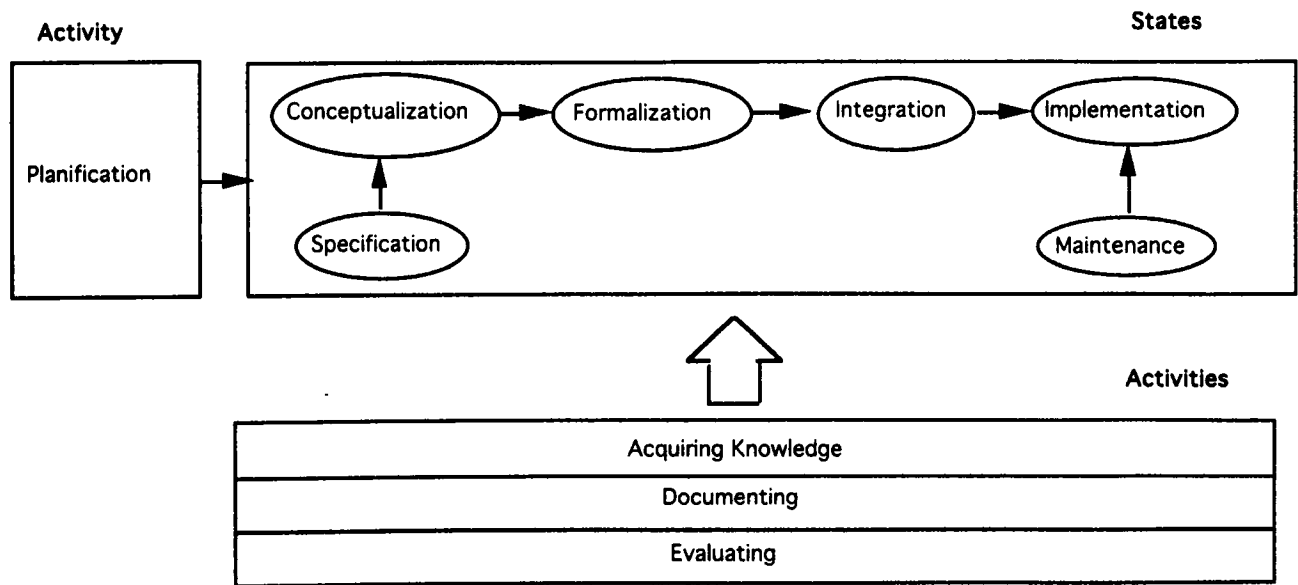 Activity
States
Conceptualization
Formalization
Integration
Implementation
Planification
Specification
Maintenance
Activities
Acquiring Knowledge
Documenting
Evaluating